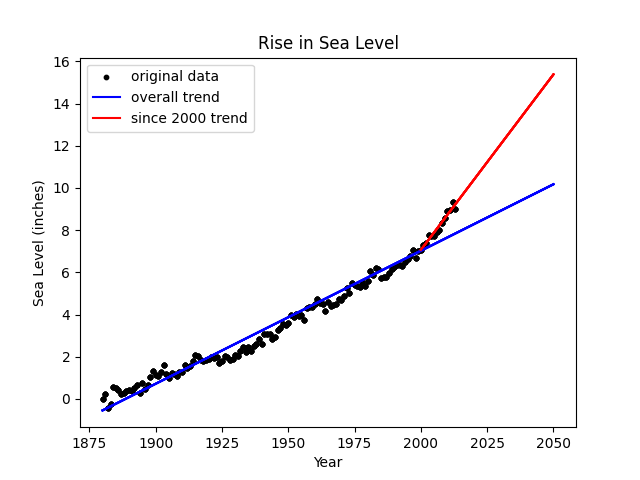 Rise in Sea Level
original data
overall trend
since 2000 trend
Sea Level (inches)
16
14
12
10
8
6
4
2
0
1875 1900 1925 1950 1975 2000 2025 2050
Year